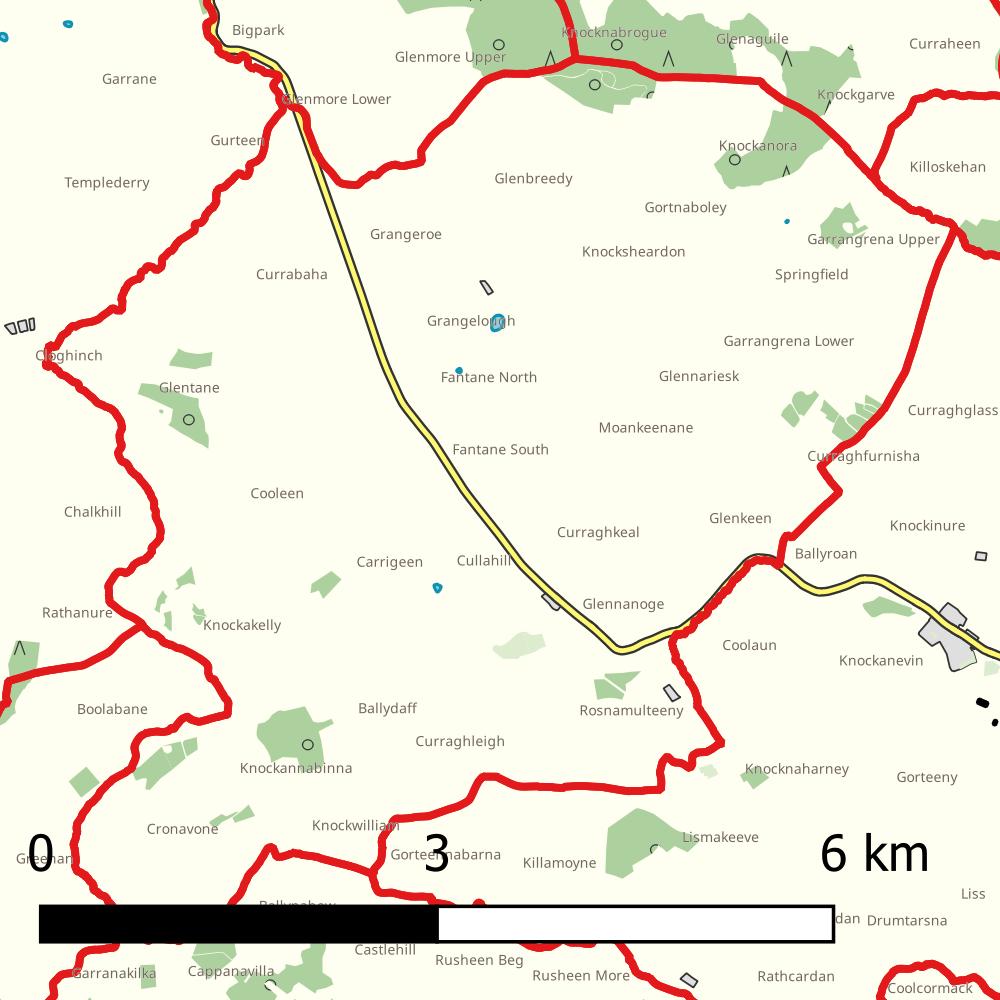 Bigpark
Knocknabrogue
Glenaguile
Curraheen
Glenmore Upper
Garrane
Knockgarve
Glenmore Lower
Gurteen
Knockanora
Killoskehan
Templederry
Glenbreedy
Gortnaboley
Grangeroe
Garrangrena Upper
Knocksheardon
Currabaha
Springfield
Grangelough
Garrangrena Lower
Cloghinch
Fantane North
Glennariesk
Glentane
Curraghglass
Moankeenane
Fantane South
Curraghfurnisha
Cooleen
Chalkhill
Glenkeen
Knockinure
Curraghkeal
Ballyroan
Carrigeen
Cullahill
Glennanoge
Rathanure
Knockakelly
Coolaun
Knockanevin
Boolabane
Ballydaff
Rosnamulteeny
Curraghleigh
Knockannabinna
Knocknaharney
Gorteeny
Cronavone
Knockwilliam
Lismakeeve
Greenan
Gorteennabarna
Killamoyne
0 3 6 km
Liss
Ballynahow
dan
Drumtarsna
Castlehill
Rusheen Beg
Garranakilka
Cappanavilla
Rusheen More
Rathcardan
Coolcormack